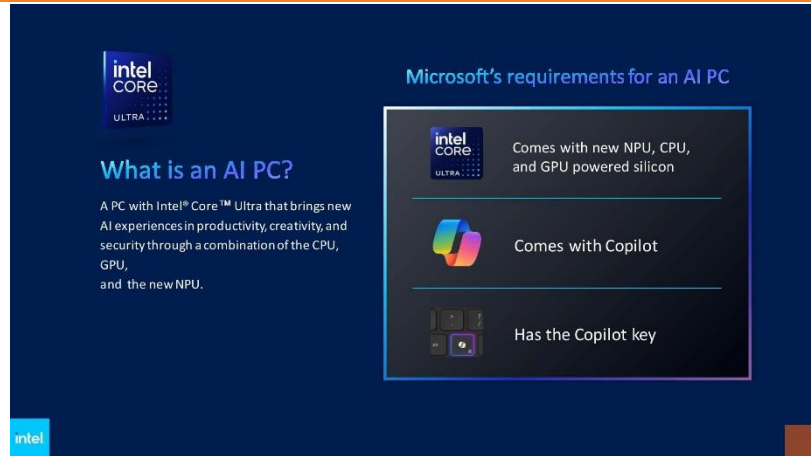 intel
CORE
ULTRA
What is an AI PC?
A PC with Intel® Core™ Ultra that brings new
AI experiences in productivity, creativity, and
security through a combination of the CPU,
GPU,
and the new NPU.
Microsoft's requirements for an AI PC
intel
CORE
ULTRA
Comes with new NPU, CPU,
and GPU powered silicon
Comes with Copilot
Has the Copilot key
intel